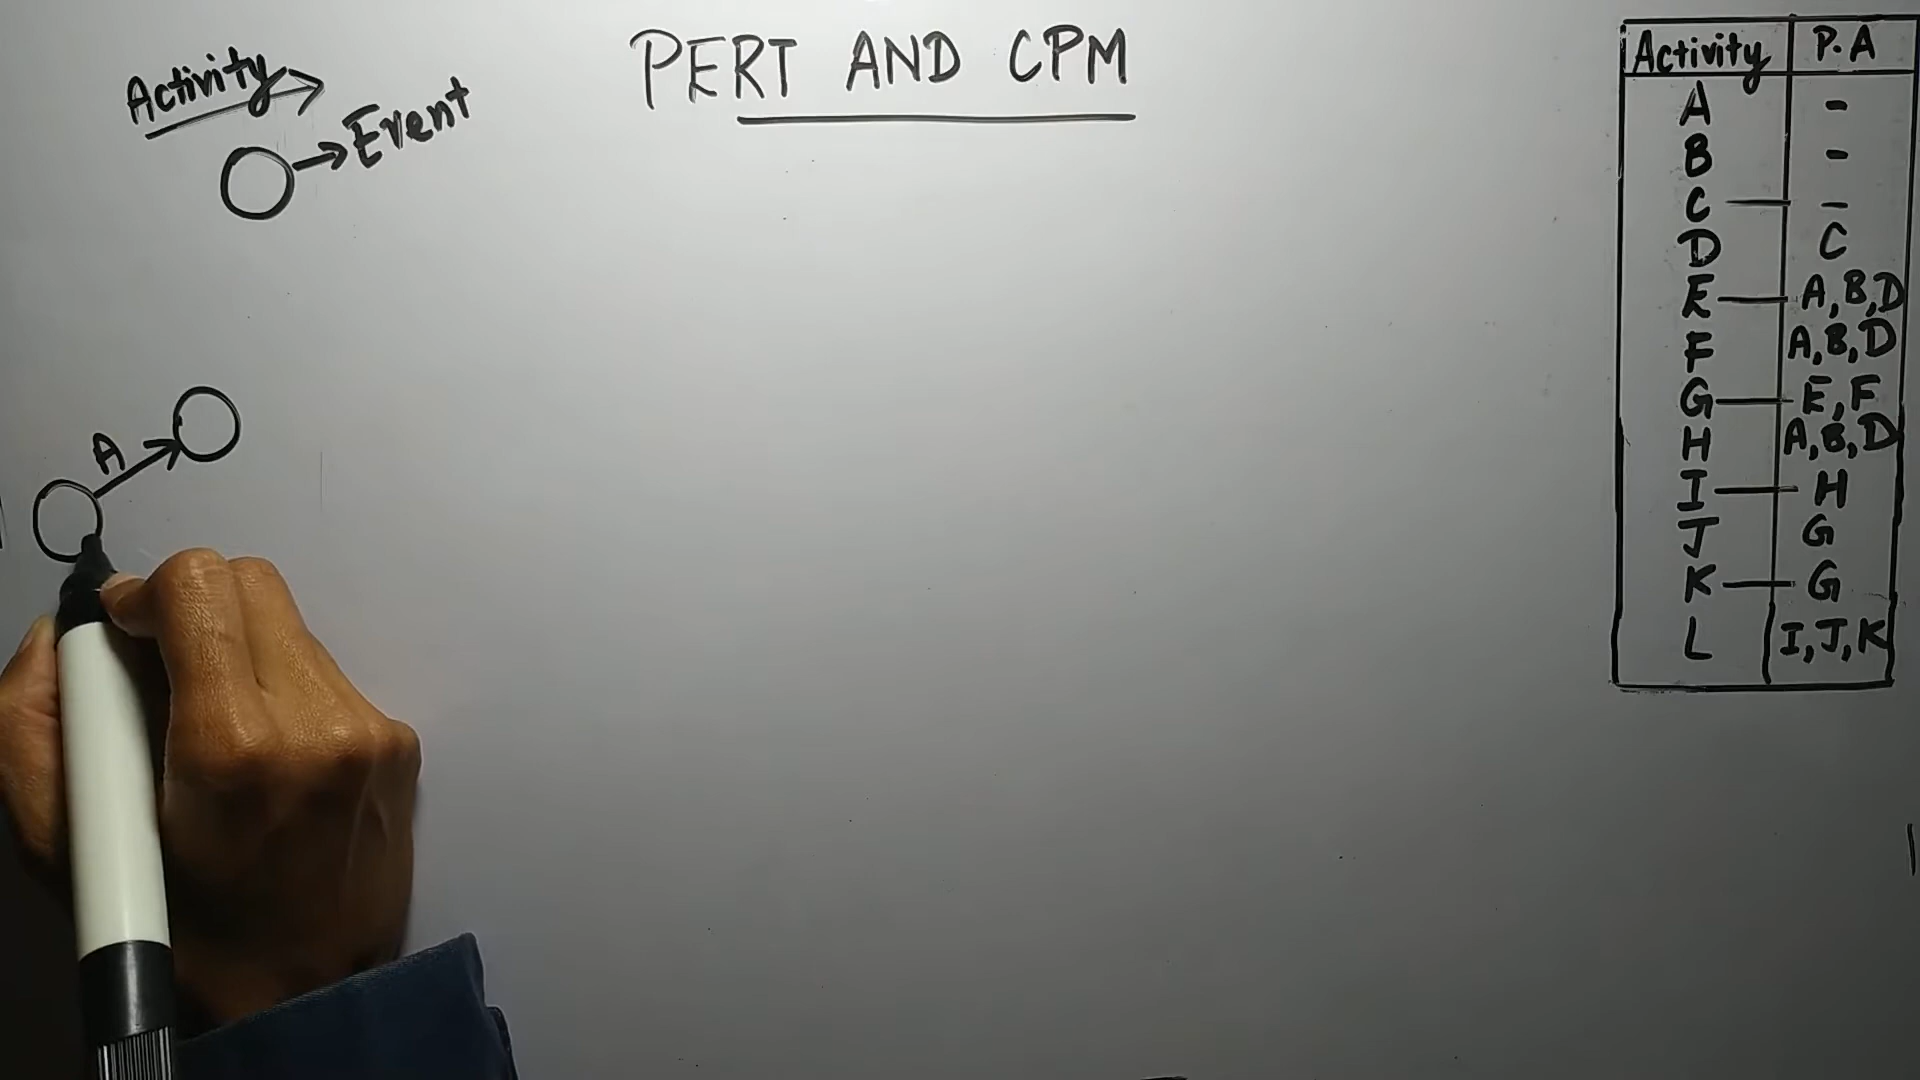 PERT AND CPM
Activity
Event
A
Activity P.A
A -
B -
C -
D C
E A, B, D
F A, B, D
G E, F
H A, B, D
I H
J G
K G
L I, J, K